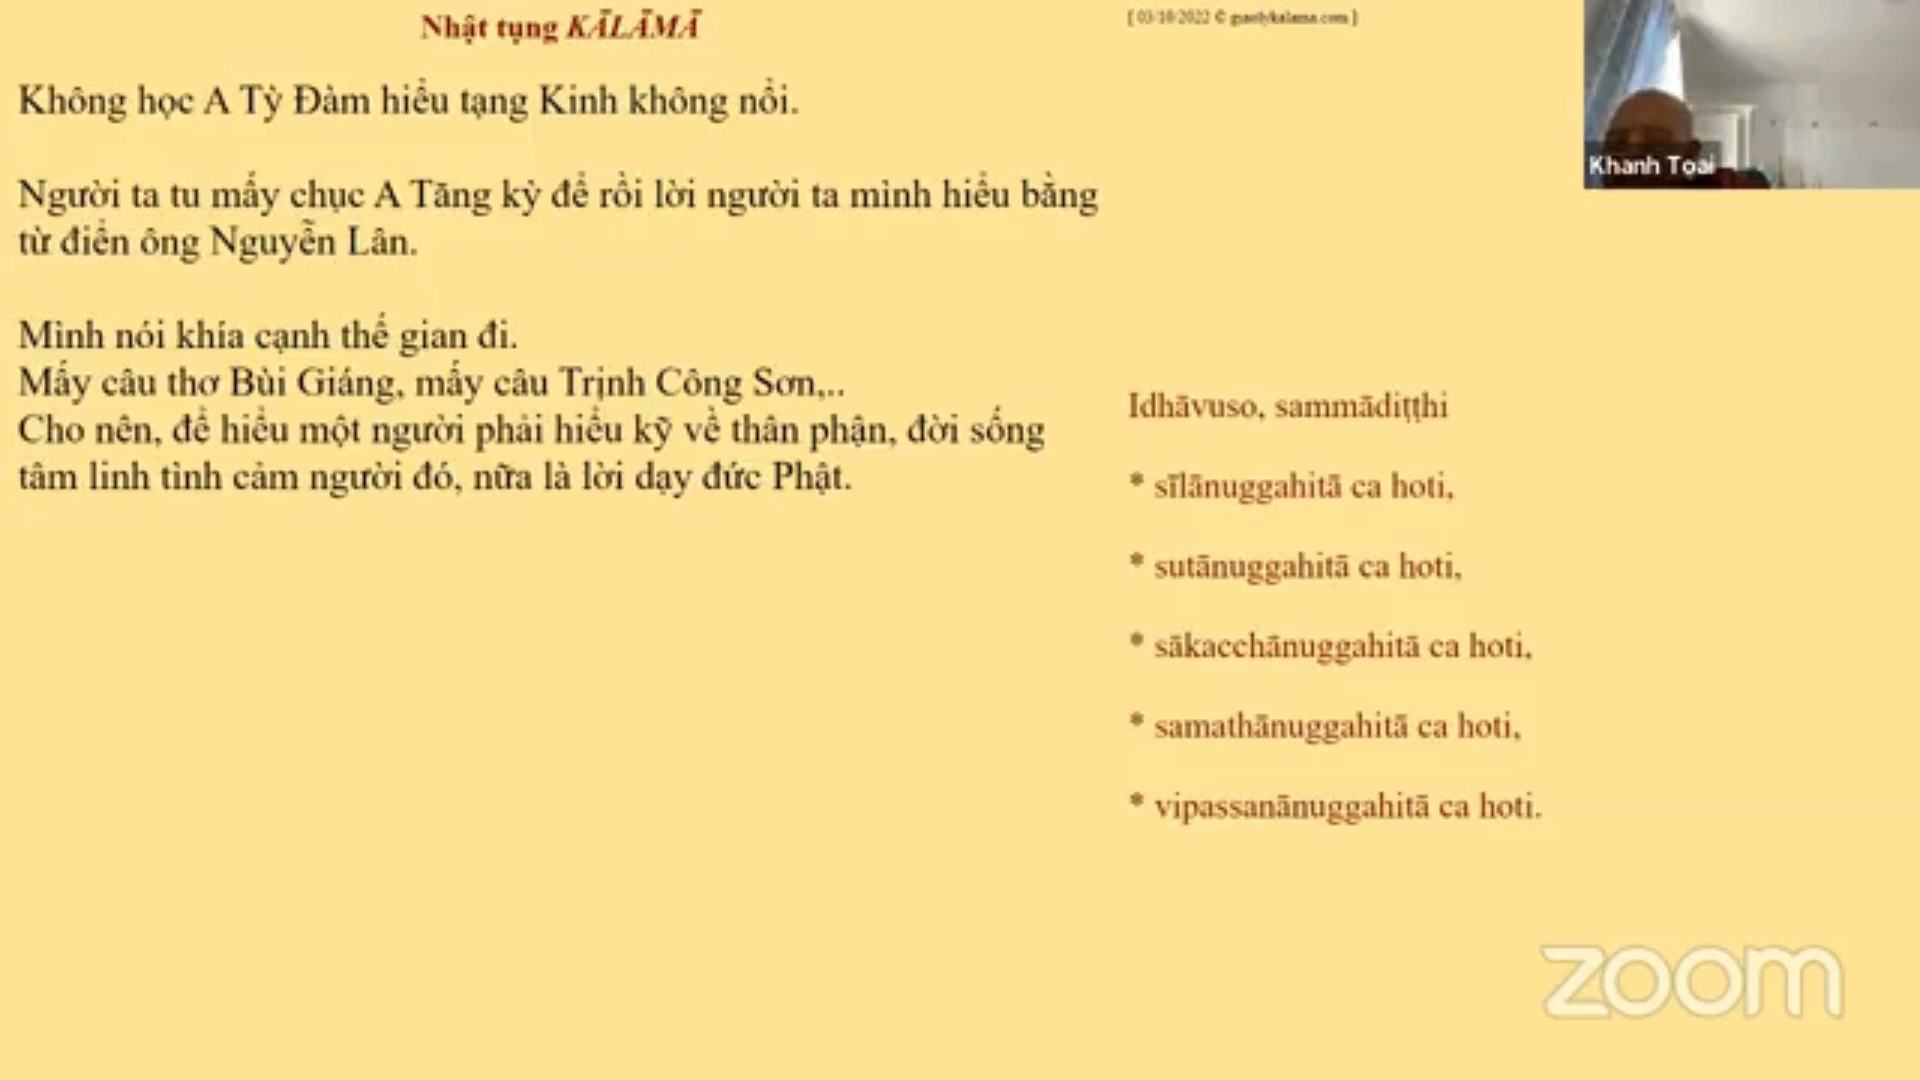 Nhật tụng KĀLĀMĀ
[ 03/10/2022 © giaolykalama.com ]
Không học A Tỳ Đàm hiểu tạng Kinh không nổi.
Người ta tu mấy chục A Tăng kỳ để rồi lời người ta mình hiểu bằng
từ điển ông Nguyễn Lân.
Mình nói khía cạnh thế gian đi.
Mấy câu thơ Bùi Giáng, mấy câu Trịnh Công Sơn,..
Cho nên, để hiểu một người phải hiểu kỹ về thân phận, đời sống
tâm linh tình cảm người đó, nữa là lời dạy đức Phật.
Idhāvuso, sammādiṭṭhi
* sīlānuggahitā ca hoti,
* sutānuggahitā ca hoti,
* sākacchānuggahitā ca hoti,
* samathānuggahitā ca hoti,
* vipassanānuggahitā ca hoti.
Khanh Toại
zoom